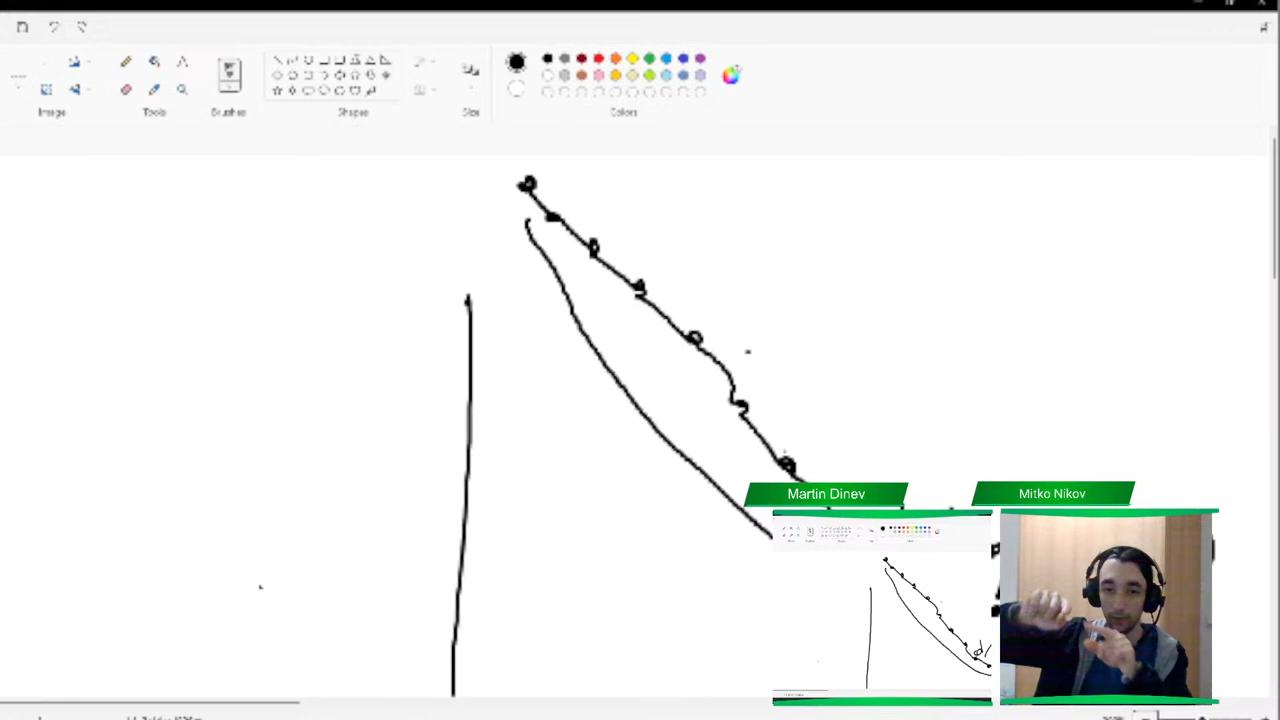 Image
Tools
Brushes
Shapes
Size
Colors
Martin Dinev
Mitko Nikov